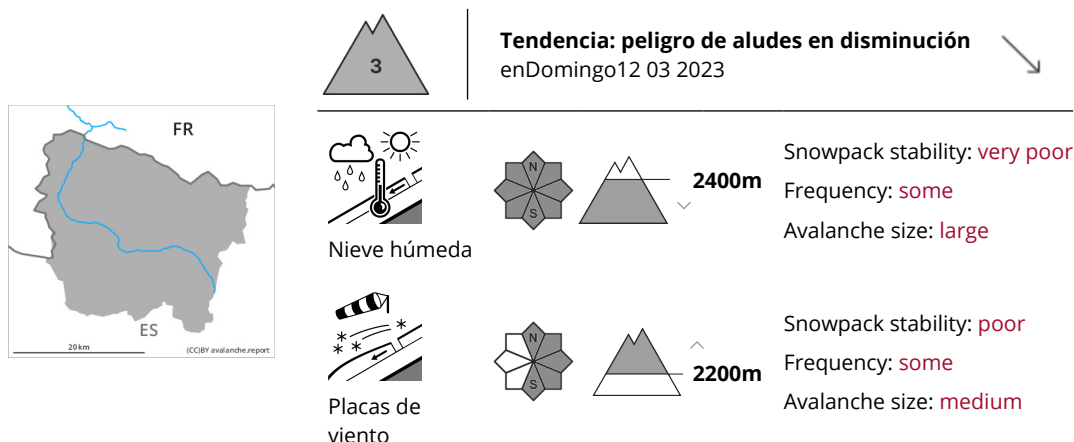 3
Tendencia: peligro de aludes en disminución
enDomingo12 03 2023
FR
ES
20 km
(CC)BY avalanche.report
N
S
2400m
Nieve húmeda
Snowpack stability: very poor
Frequency: some
Avalanche size: large
N
S
2200m
Placas de
viento
Snowpack stability: poor
Frequency: some
Avalanche size: medium